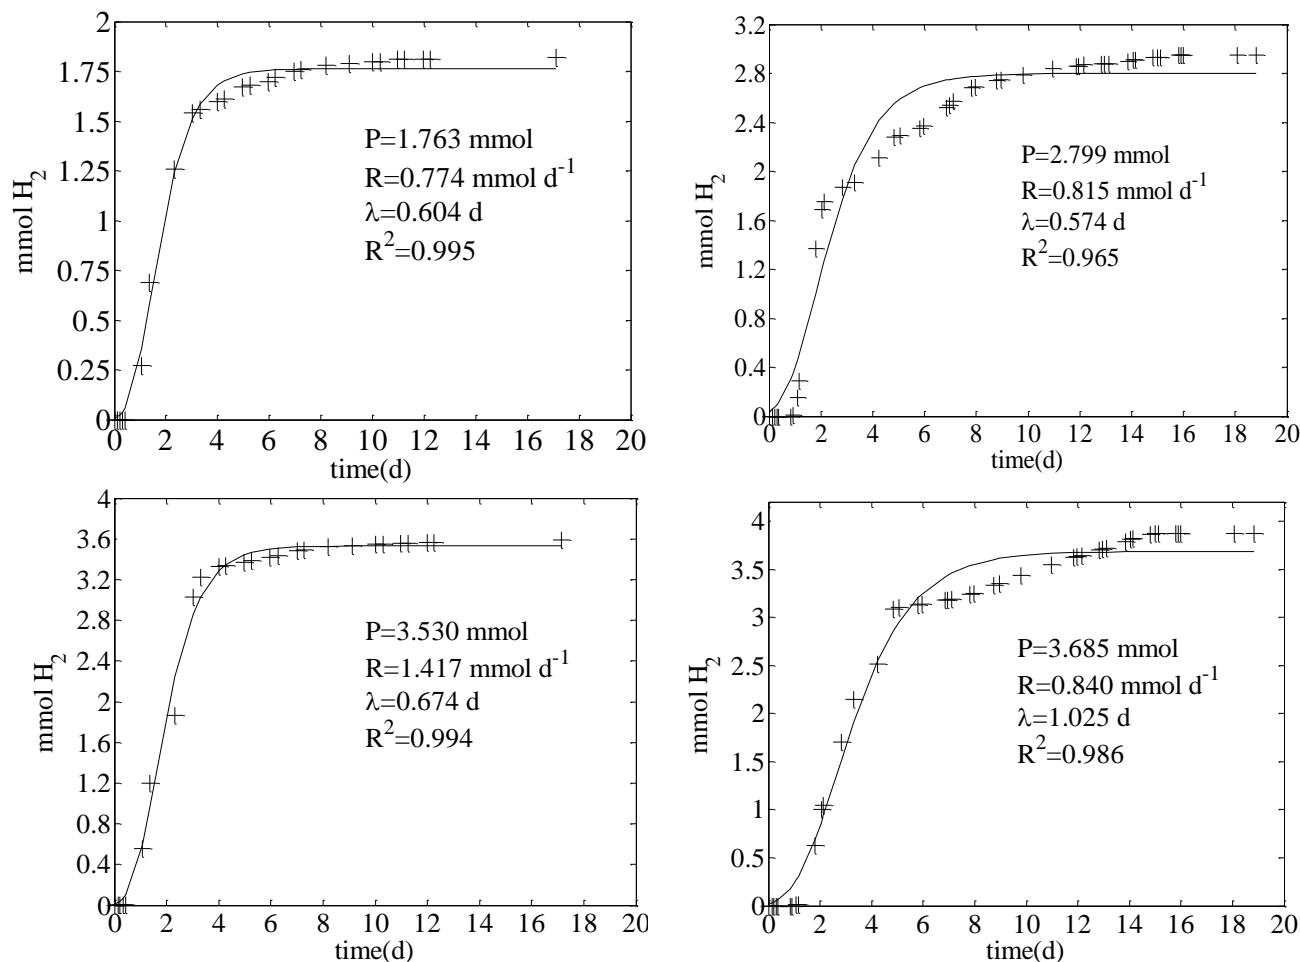 2
1.75
1.5
1.25
1
0.75
0.5
0.25
0
mmol H2
P=1.763 mmol
R=0.774 mmol d-1
λ=0.604 d
R2=0.995
0 2 4 6 8 10 12 14 16 18 20
time(d)
3.2
2.8
2.4
2
1.6
1.2
0.8
0.4
0
mmol H2
P=2.799 mmol
R=0.815 mmol d-1
λ=0.574 d
R2=0.965
0 2 4 6 8 10 12 14 16 18 20
time(d)
4
3.6
3.2
2.8
2.4
2
1.6
1.2
0.8
0.4
0
mmol H2
P=3.530 mmol
R=1.417 mmol d-1
λ=0.674 d
R2=0.994
0 2 4 6 8 10 12 14 16 18 20
time(d)
4
3.5
3
2.5
2
1.5
1
0.5
0
mmol H2
P=3.685 mmol
R=0.840 mmol d-1
λ=1.025 d
R2=0.986
0 2 4 6 8 10 12 14 16 18 20
time(d)